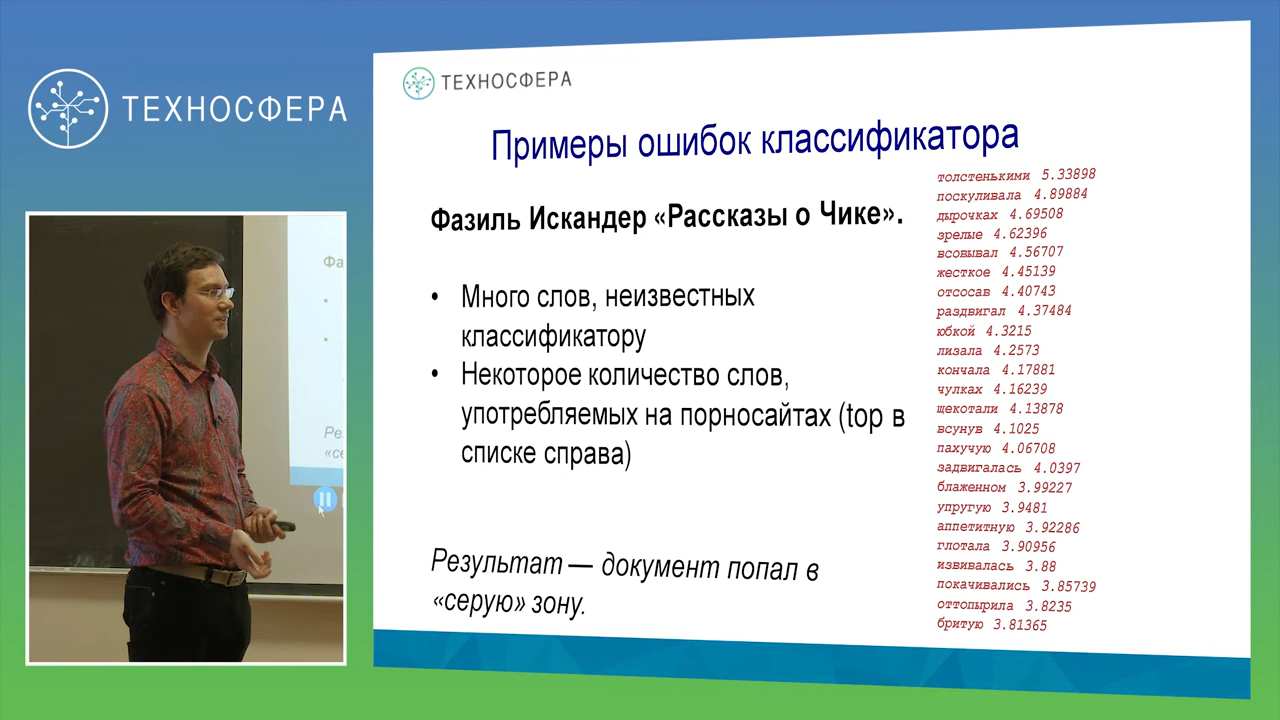 ТЕХНОСФЕРА
ТЕХНОСФЕРА
Примеры ошибок классификатора
Фазиль Искандер «Рассказы о Чике».
• Много слов, неизвестных
классификатору
• Некоторое количество слов,
употребляемых на порносайтах (top в
списке справа)
Результат — документ попал в
«серую» зону.
толстенькими 5.33898
поскуливала 4.89884
дырочках 4.69508
зрелые 4.62396
всовывал 4.56707
жесткое 4.45139
отсосав 4.40743
раздвигал 4.37484
юбкой 4.3215
лизала 4.2573
кончала 4.17881
чулках 4.16239
щекотали 4.13878
всунув 4.1025
пахучую 4.06708
задвигалась 4.0397
блаженном 3.99227
упругую 3.9481
аппетитную 3.92286
глотала 3.90956
извивалась 3.88
покачивались 3.85739
оттопырила 3.8235
бритую 3.81365
Фа
Ре
«се